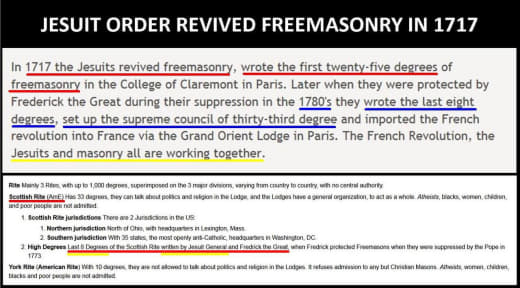 JESUIT ORDER REVIVED FREEMASONRY IN 1717
In 1717 the Jesuits revived freemasonry, wrote the first twenty-five degrees of
freemasonry in the College of Claremont in Paris. Later when they were protected by
Frederick the Great during their suppression in the 1780's they wrote the last eight
degrees, set up the supreme council of thirty-third degree and imported the French
revolution into France via the Grand Orient Lodge in Paris. The French Revolution, the
Jesuits and masonry all are working together.
Rite Mainly 3 Rites, with up to 1,000 degrees, superimposed on the 3 major divisions, varying from country to country, with no central authority.
Scottish Rite (AmE) Has 33 degrees, they can talk about politics and religion in the Lodge, and the Lodges have a general organization, to act as a whole. Atheists, blacks, women, children,
and poor people are not admitted.
1. Scottish Rite jurisdictions There are 2 Jurisdictions in the US:
1. Northern jurisdiction North of Ohio, with headquarters in Lexington, Mass.
2. Southern jurisdiction With 35 states, the most openly anti-Catholic, headquarters in Washington, DC.
2. High Degrees Last 8 Degrees of the Scottish Rite written by Jesuit General and Fredrick the Great, when Fredrick protected Freemasons when they were suppressed by the Pope in
1773.
York Rite (American Rite) With 10 degrees, they are not allowed to talk about politics and religion in the Lodges. It refuses admission to any but Christian Masons. Atheists, women, children,
blacks and poor people are not admitted.